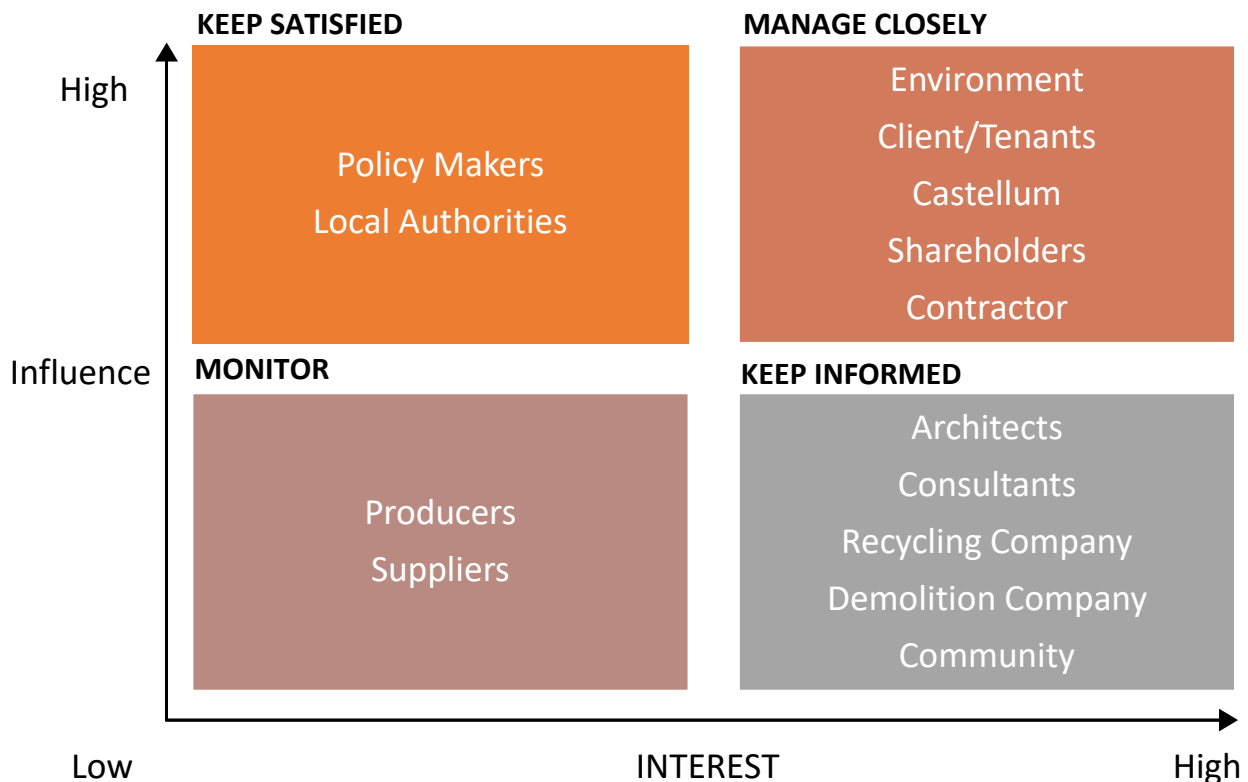 KEEP SATISFIED
MANAGE CLOSELY
High
Policy Makers
Local Authorities
Environment
Client/Tenants
Castellum
Shareholders
Contractor
Influence
MONITOR
KEEP INFORMED
Producers
Suppliers
Architects
Consultants
Recycling Company
Demolition Company
Community
Low
INTEREST
High